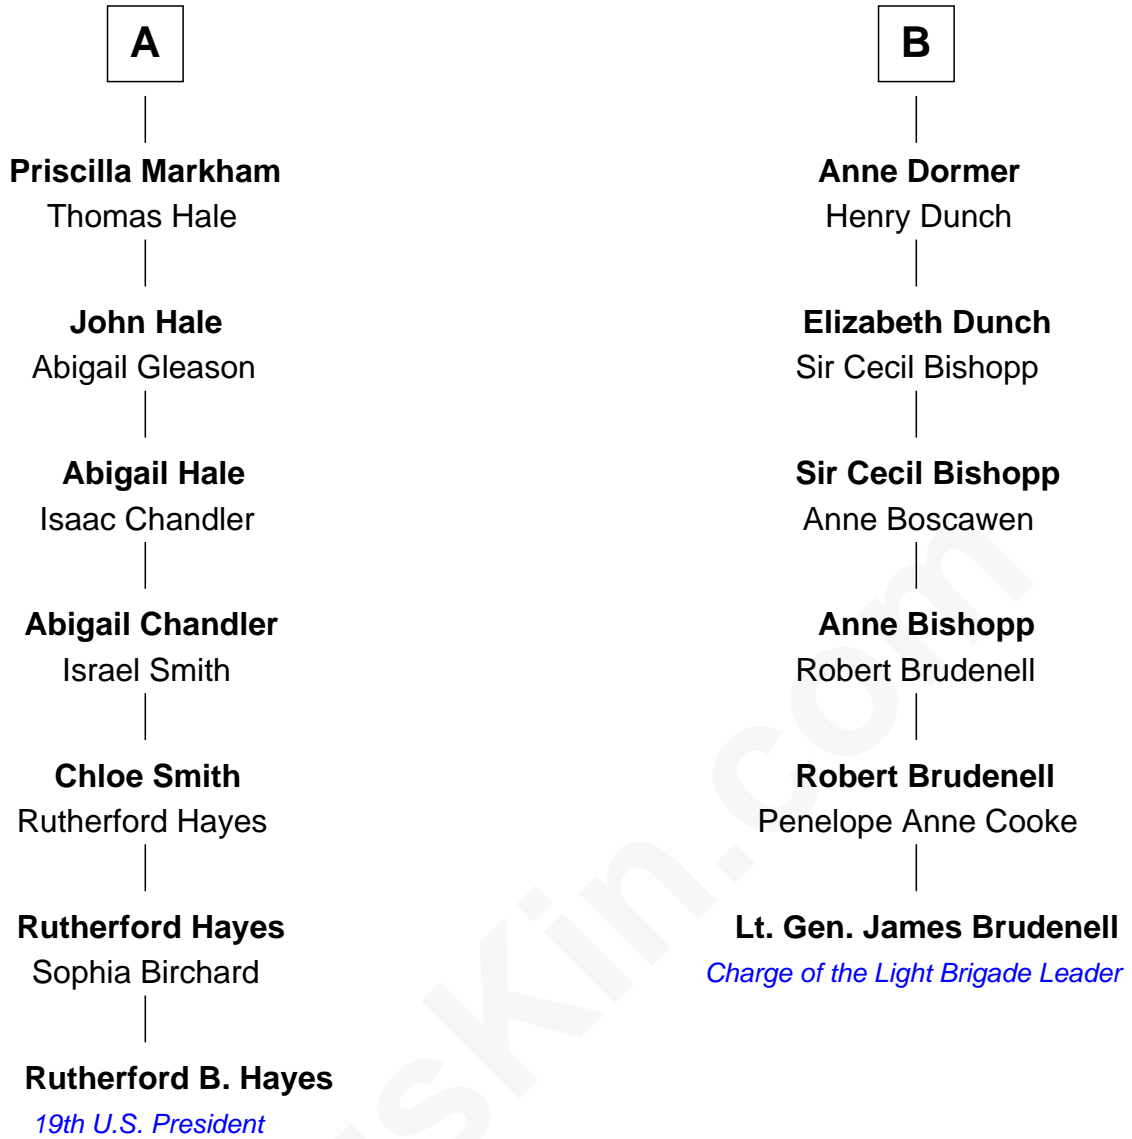 A
Priscilla Markham
Thomas Hale
John Hale
Abigail Gleason
Abigail Hale
Isaac Chandler
Abigail Chandler
Israel Smith
Chloe Smith
Rutherford Hayes
Rutherford Hayes
Sophia Birchard
Rutherford B. Hayes
19th U.S. President
B
Anne Dormer
Henry Dunch
Elizabeth Dunch
Sir Cecil Bishopp
Sir Cecil Bishopp
Anne Boscawen
Anne Bishopp
Robert Brudenell
Robert Brudenell
Penelope Anne Cooke
Lt. Gen. James Brudenell
Charge of the Light Brigade Leader